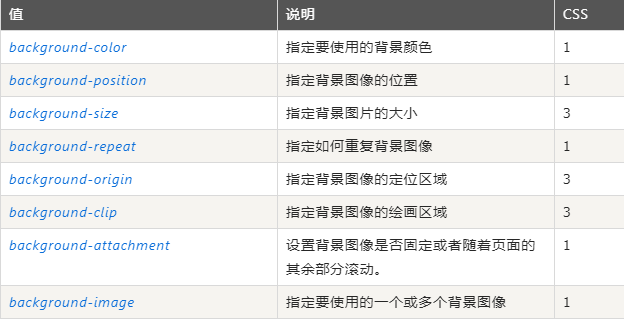 值 说明 CSS
background-color 指定要使用的背景颜色 1
background-position 指定背景图像的位置 1
background-size 指定背景图片的大小 3
background-repeat 指定如何重复背景图像 1
background-origin 指定背景图像的定位区域 3
background-clip 指定背景图像的绘画区域 3
background-attachment 设置背景图像是否固定或者随着页面的 1
其余部分滚动。
background-image 指定要使用的一个或多个背景图像 1